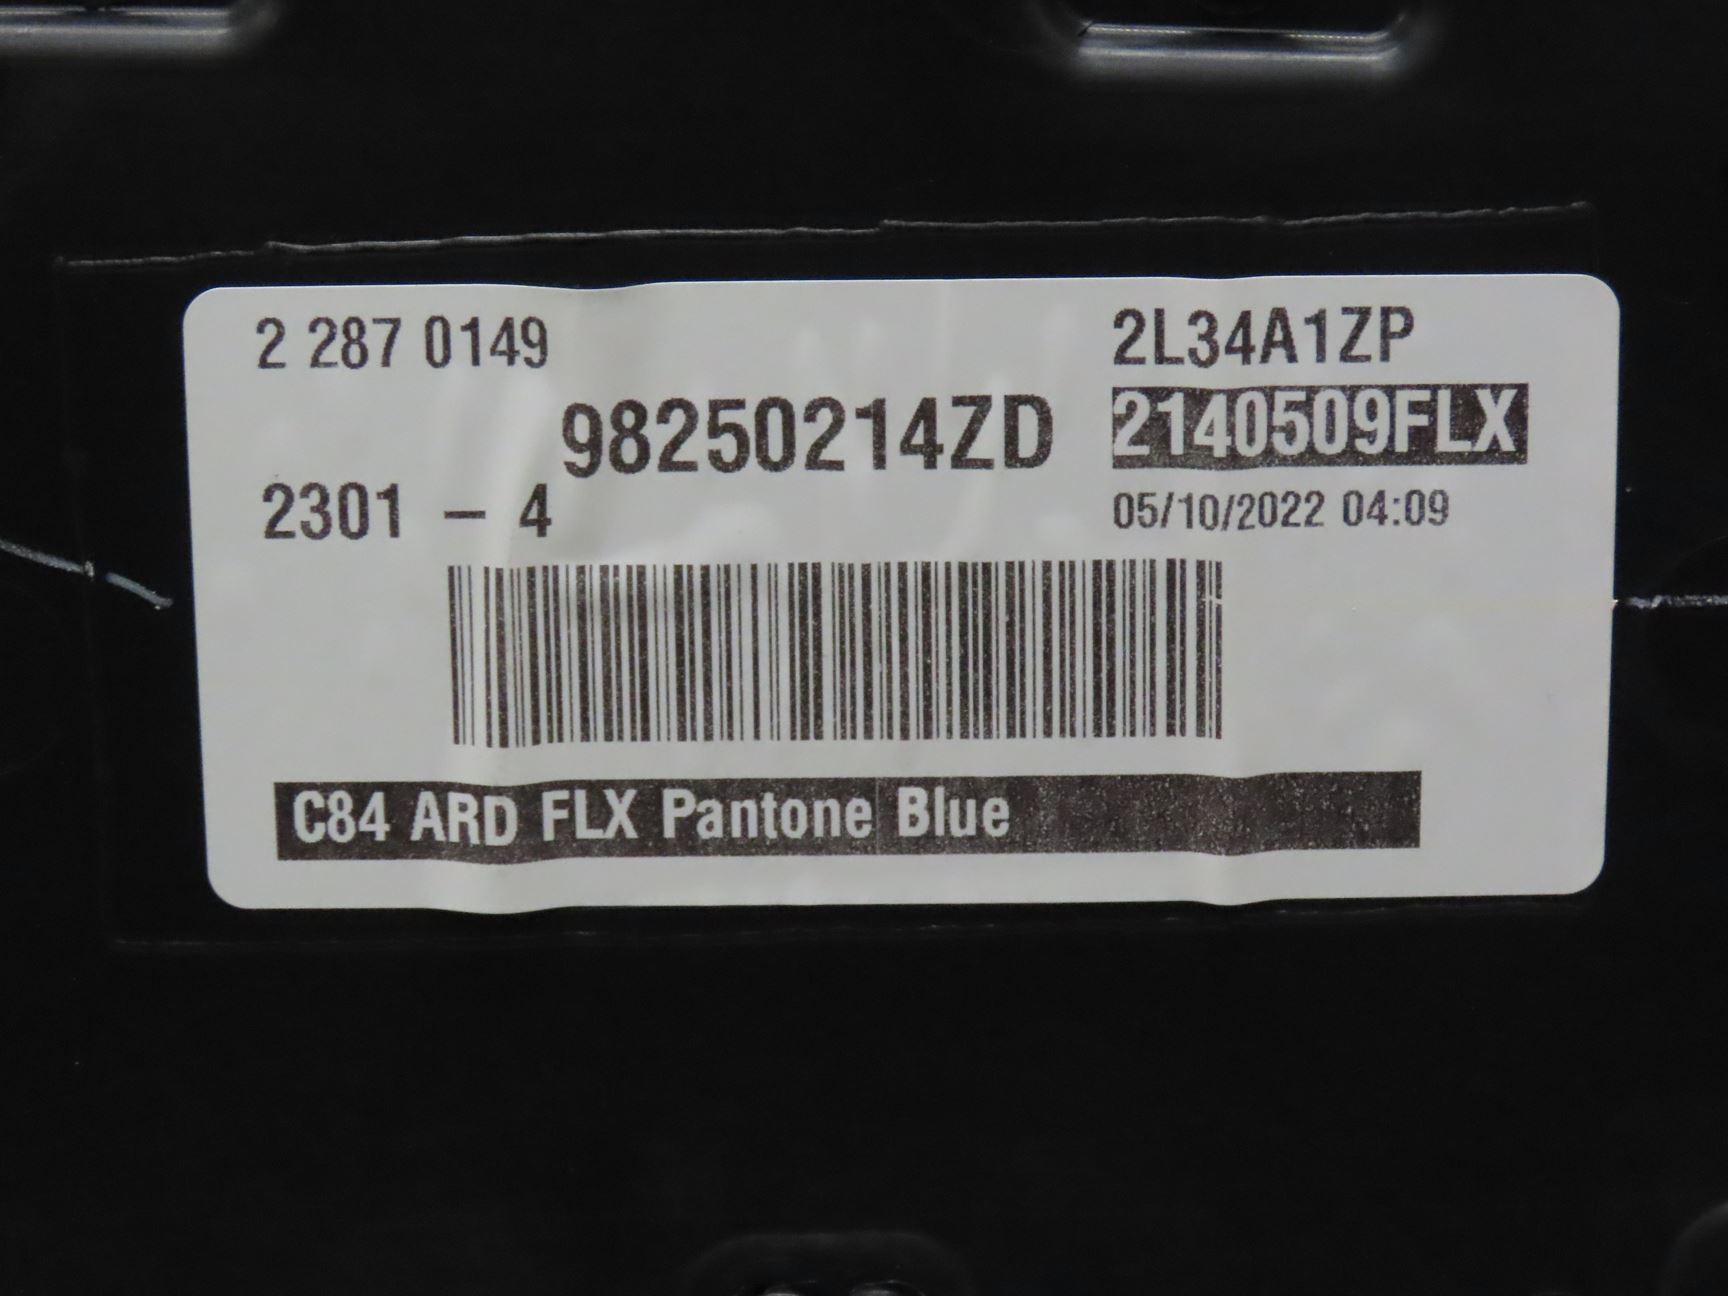 2 287 0149
2L34A1ZP
98250214ZD
2140509FLX
2301 - 4
05/10/2022 04:09
C84 ARD FLX Pantone Blue